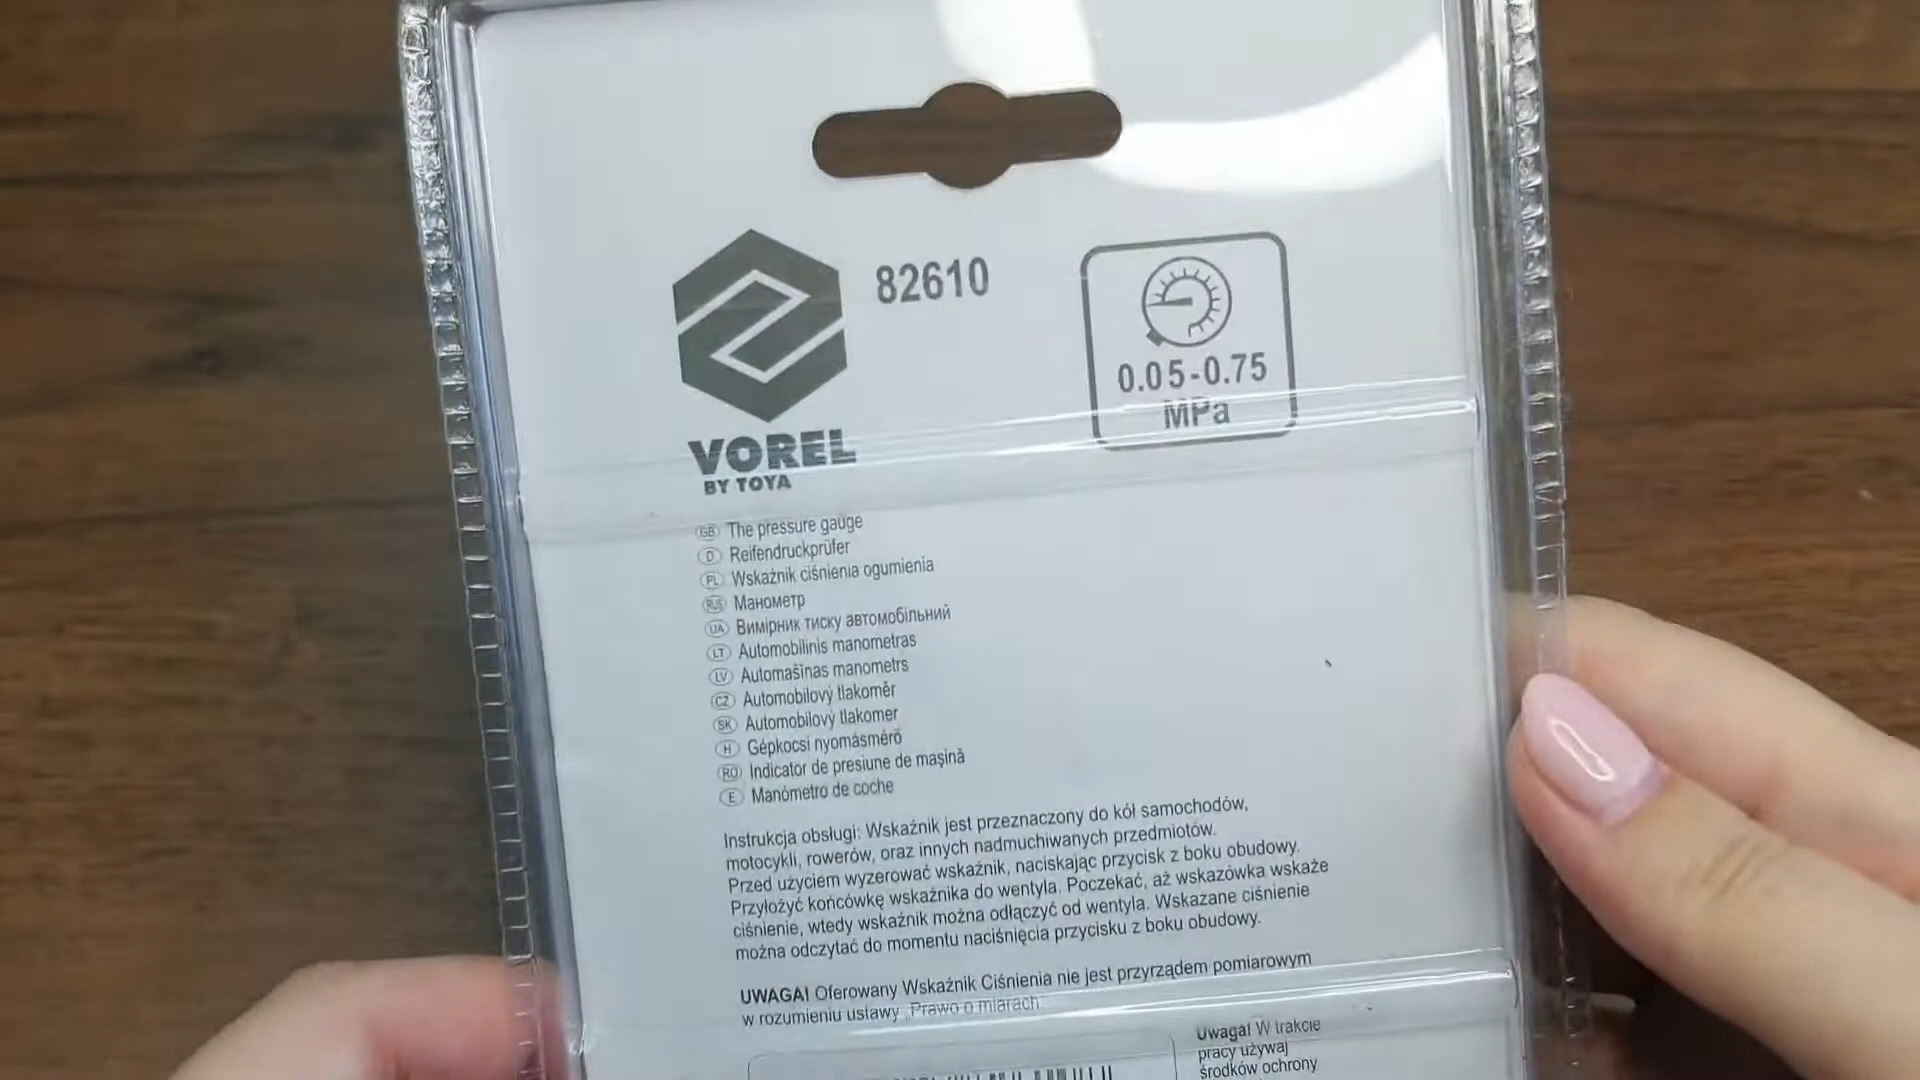 82610
0.05-0.75
MPa
VOREL
BY TOYA
GB The pressure gauge
D Reifendruckprüfer
PL Wskaźnik ciśnienia ogumienia
RUS Манометр
UA Вимірник тиску автомобільний
LT Automobilinis manometras
LV Automašīnas manometrs
CZ Automobilový tlakoměr
SK Automobilový tlakomer
H Gépkocsi nyomásmérő
RO Indicator de presiune de maşină
E Manómetro de coche
Instrukcja obsługi: Wskaźnik jest przeznaczony do kół samochodów,
motocykli, rowerów, oraz innych nadmuchiwanych przedmiotów.
Przed użyciem wyzerować wskaźnik, naciskając przycisk z boku obudowy.
Przyłożyć końcówkę wskaźnika do wentyla. Poczekać, aż wskazówka wskaże
ciśnienie, wtedy wskaźnik można odłączyć od wentyla. Wskazane ciśnienie
można odczytać do momentu naciśnięcia przycisku z boku obudowy.
UWAGA! Oferowany Wskaźnik Ciśnienia nie jest przyrządem pomiarowym
w rozumieniu ustawy „Prawo o miarach”
Uwaga! W trakcie
pracy używaj
środków ochrony